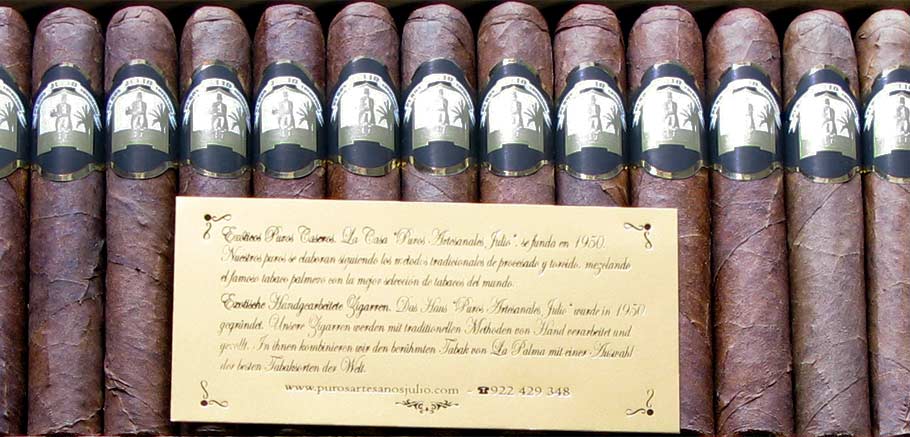 Exóticos Puros Caseros. La Casa "Puros Artesanales, Julio". se funda en 1950.
Nuestros puros se elaboran siguiendo los metodos tradicionales de procesado y torcido, mezclando
el famoso tabaco palmero con la mejor selección de tabacos del mundo.
Exotische Handgearbeitete Zigarren. Das Haus "Puros Artesanales, Julio" wurde in 1950
gegründet. Unsere Zigarren werden mit traditionellen Methoden von Hand verarbeitet und
gerollt. In ihnen kombinieren wir den berühmten Tabak von La Palma mit einer Auswahl
der besten Tabaksorten der Welt.
www.purosartesanosjulio.com - ☎922 429 348